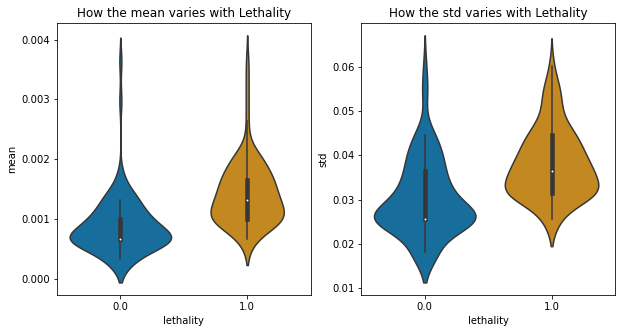 How the mean varies with Lethality
0.004
0.003
0.002
0.001
0.000
mean
0.0
1.0
lethality
How the std varies with Lethality
0.06
0.05
0.04
0.03
0.02
0.01
std
0.0
1.0
lethality